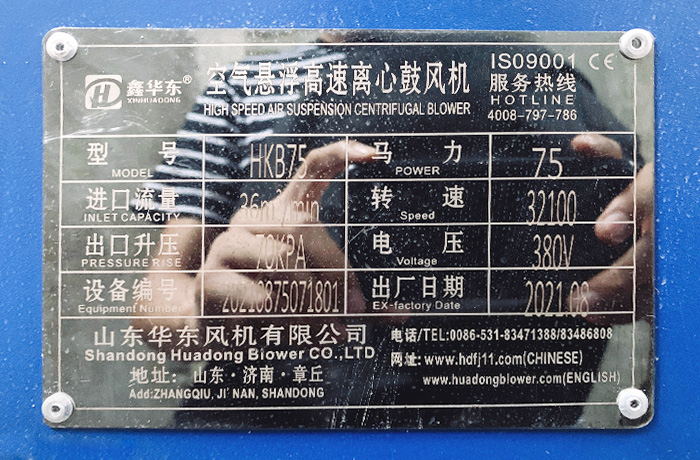 鑫华东®
XINHUADONG
空气悬浮高速离心鼓风机
HIGH SPEED AIR SUSPENSION CENTRIFUGAL BLOWER
ISO9001 CE
服务热线
HOTLINE
4008-797-786
型号 HKB75 马力 75
MODEL POWER
进口流量 36m³/min 转速 32100
INLET CAPACITY Speed
出口升压 70KPA 电压 380V
PRESSURE RISE Voltage
设备编号 20210875071801 出厂日期 2021.08
Equipment Number EX-factory Date
山东华东风机有限公司
Shandong Huadong Blower CO.,LTD
地址: 山东·济南·章丘
Add:ZHANGQIU, JI' NAN, SHANDONG
电话/TEL:0086-531-83471388/83486808
网址: www.hdfj11.com(CHINESE)
www.huadongblower.com(ENGLISH)